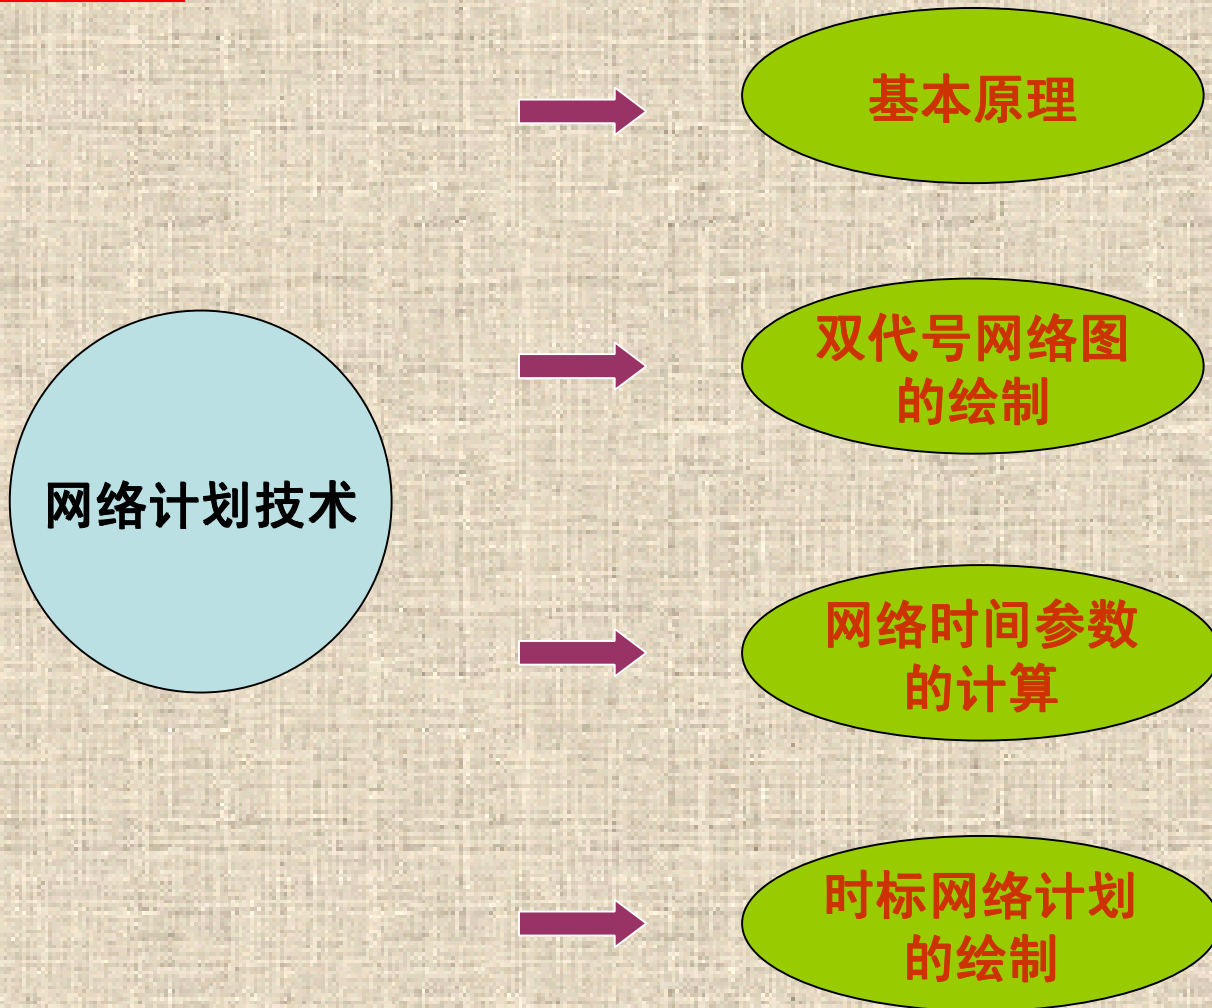 基本原理
双代号网络图
的绘制
网络计划技术
网络时间参数
的计算
时标网络计划
的绘制